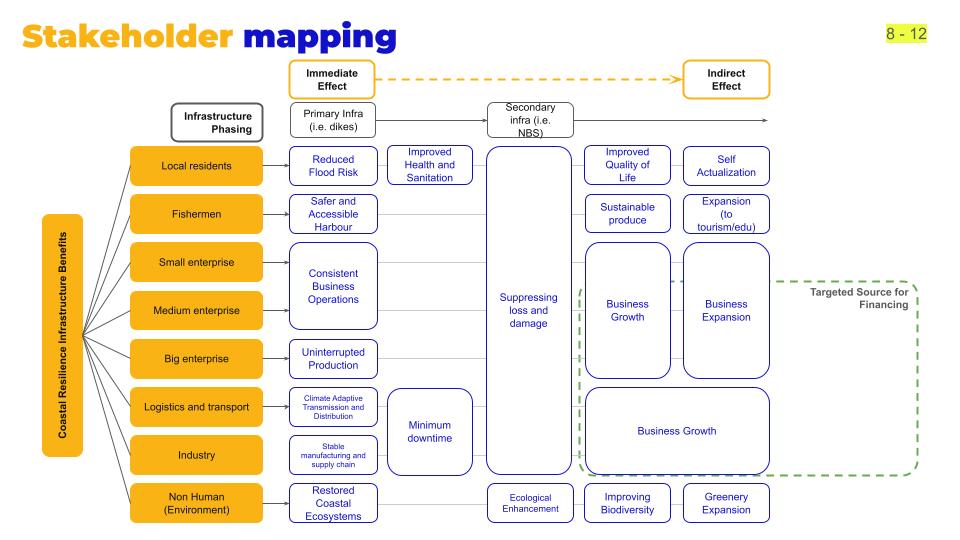 Stakeholder mapping
8 - 12
Immediate
Effect
Indirect
Effect
Infrastructure
Phasing
Primary Infra
(i.e. dikes)
Secondary
infra (i.e.
NBS)
Coastal Resilience Infrastructure Benefits
Local residents
Reduced
Flood Risk
Improved
Health and
Sanitation
Improved
Quality of
Life
Self
Actualization
Fishermen
Safer and
Accessible
Harbour
Sustainable
produce
Expansion
(to
tourism/edu)
Small enterprise
Medium enterprise
Consistent
Business
Operations
Suppressing
loss and
damage
Business
Growth
Business
Expansion
Targeted Source for
Financing
Big enterprise
Uninterrupted
Production
Logistics and transport
Climate Adaptive
Transmission and
Distribution
Minimum
downtime
Business Growth
Industry
Stable
manufacturing and
supply chain
Non Human
(Environment)
Restored
Coastal
Ecosystems
Ecological
Enhancement
Improving
Biodiversity
Greenery
Expansion